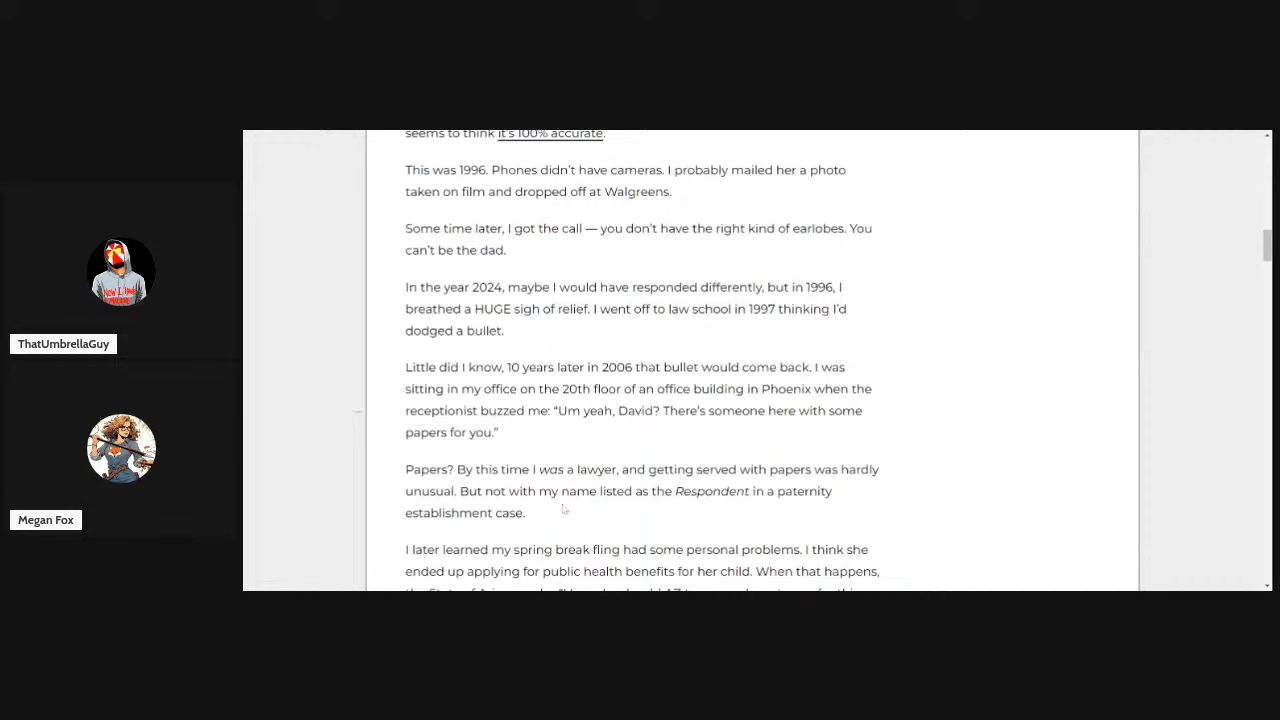 seems to think it's 100% accurate.
This was 1996. Phones didn't have cameras. I probably mailed her a photo
taken on film and dropped off at Walgreens.
Some time later, I got the call — you don't have the right kind of earlobes. You
can't be the dad.
In the year 2024, maybe I would have responded differently, but in 1996, I
breathed a HUGE sigh of relief. I went off to law school in 1997 thinking I'd
dodged a bullet.
Little did I know, 10 years later in 2006 that bullet would come back. I was
sitting in my office on the 20th floor of an office building in Phoenix when the
receptionist buzzed me: “Um yeah, David? There's someone here with some
papers for you.”
Papers? By this time I was a lawyer, and getting served with papers was hardly
unusual. But not with my name listed as the Respondent in a paternity
establishment case.
I later learned my spring break fling had some personal problems. I think she
ended up applying for public health benefits for her child. When that happens,
ThatUmbrellaGuy
Megan Fox